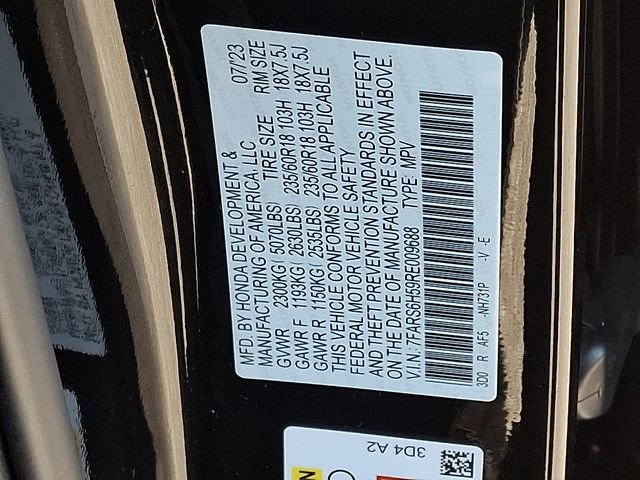 MFD. BY HONDA DEVELOPMENT &
MANUFACTURING OF AMERICA, LLC 07/'23
TIRE SIZE RIM SIZE
GVWR 2300KG( 5070LBS) 235/60R18 103H 18X7.5J
GAWR F 1193KG( 2630LBS) 235/60R18 103H 18X7.5J
GAWR R 1150KG( 2535LBS)
THIS VEHICLE CONFORMS TO ALL APPLICABLE
FEDERAL MOTOR VEHICLE SAFETY
AND THEFT PREVENTION STANDARDS IN EFFECT
ON THE DATE OF MANUFACTURE SHOWN ABOVE.
V.I.N: 7FARS6H59RE009688 TYPE: MPV
3D0 R AF5 -NH731P -V -E
3D4 A2